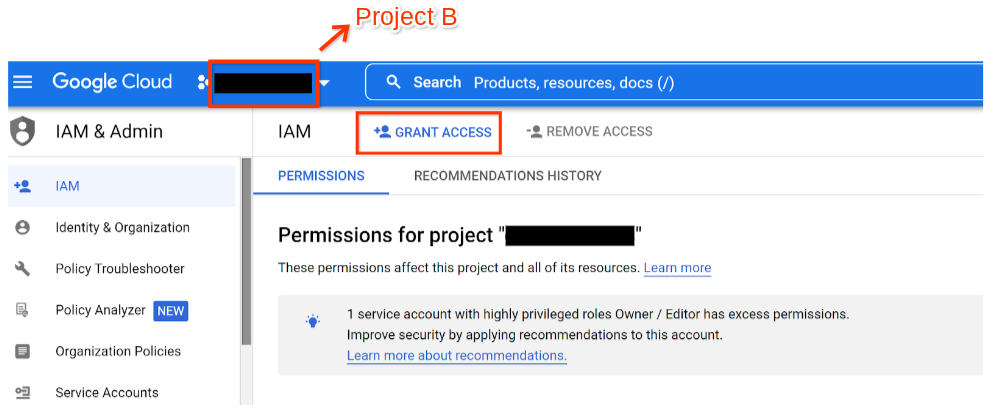 Project B
Google Cloud
Search Products, resources, docs (/)
IAM & Admin
IAM
GRANT ACCESS
REMOVE ACCESS
IAM
PERMISSIONS
RECOMMENDATIONS HISTORY
Identity & Organization
Policy Troubleshooter
Policy Analyzer NEW
Organization Policies
Service Accounts
Permissions for project " "
These permissions affect this project and all of its resources. Learn more
1 service account with highly privileged roles Owner / Editor has excess permissions.
Improve security by applying recommendations to this account.
Learn more about recommendations.